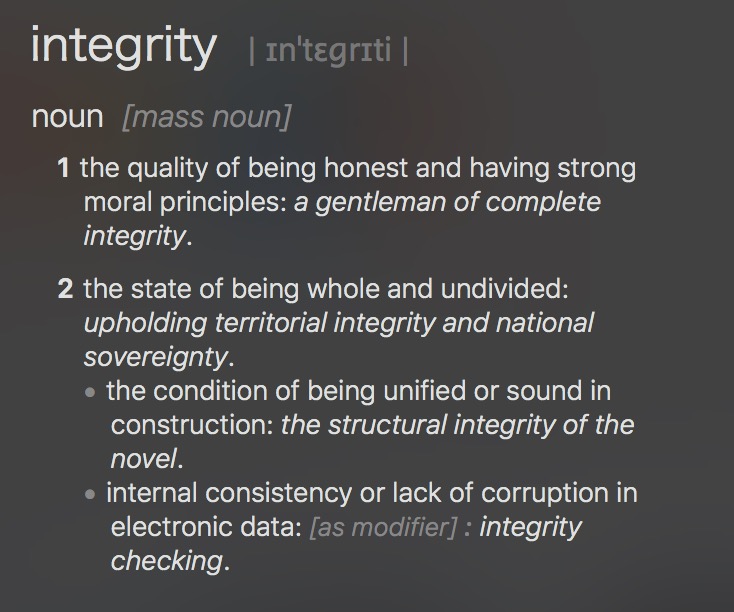 integrity | ɪnˈtɛɡrɪti |
noun [mass noun]
1 the quality of being honest and having strong
moral principles: a gentleman of complete
integrity.
2 the state of being whole and undivided:
upholding territorial integrity and national
sovereignty.
• the condition of being unified or sound in
construction: the structural integrity of the
novel.
• internal consistency or lack of corruption in
electronic data: [as modifier] : integrity
checking.